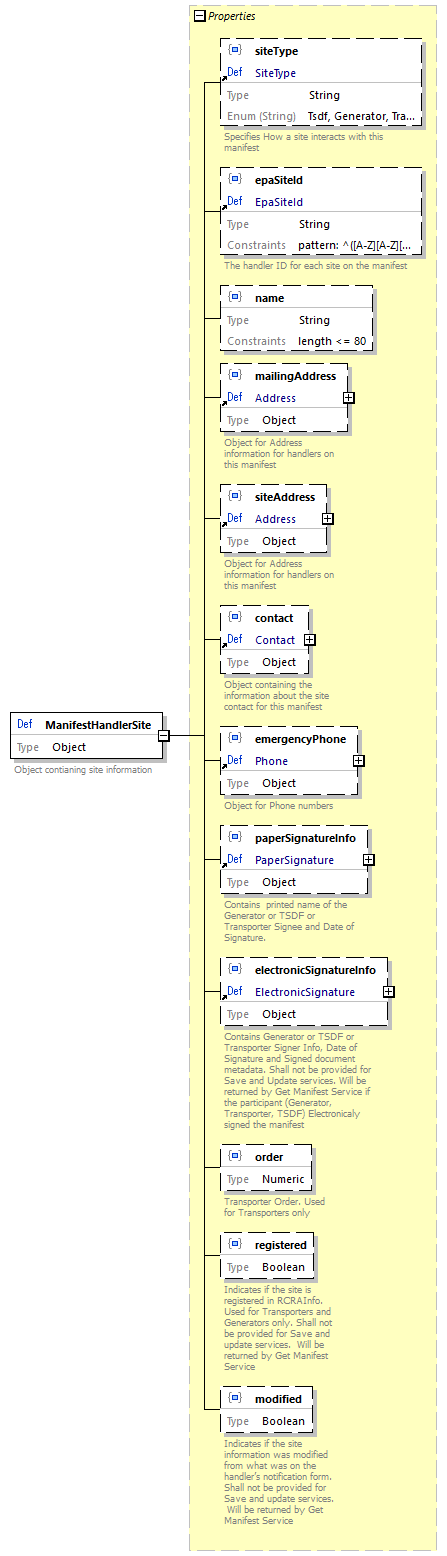 Properties
siteType
Def SiteType
Type String
Enum (String) Tsdf, Generator, Tra...
Specifies How a site interacts with this
manifest
epaSiteId
Def EpaSiteId
Type String
Constraints pattern: ^([A-Z][A-Z][...
The handler ID for each site on the manifest
name
Type String
Constraints length <= 80
mailingAddress
Def Address
Type Object
Object for Address
information for handlers on
this manifest
siteAddress
Def Address
Type Object
Object for Address
information for handlers on
this manifest
contact
Def Contact
Type Object
Object containing the
information about the site
contact for this manifest
Def ManifestHandlerSite
Type Object
Object contianing site information
emergencyPhone
Def Phone
Type Object
Object for Phone numbers
paperSignatureInfo
Def PaperSignature
Type Object
Contains  printed name of the
Generator or TSDF or
Transporter Signee and Date of
Signature.
electronicSignatureInfo
Def ElectronicSignature
Type Object
Contains Generator or TSDF or
Transporter Signer Info, Date of
Signature and Signed document
metadata. Shall not be provided for
Save and Update services. Will be
returned by Get Manifest Service if
the participant (Generator,
Transporter, TSDF) Electronicaly
signed the manifest
order
Type Numeric
Transporter Order. Used
for Transporters only
registered
Type Boolean
Indicates if the site is
registered in RCRAInfo.
Used for Transporters and
Generators only. Shall not
be provided for Save and
update services.  Will be
returned by Get Manifest
Service
modified
Type Boolean
Indicates if the site
information was modified
from what was on the
handler's notification form.
Shall not be provided for
Save and update services.
Will be returned by Get
Manifest Service